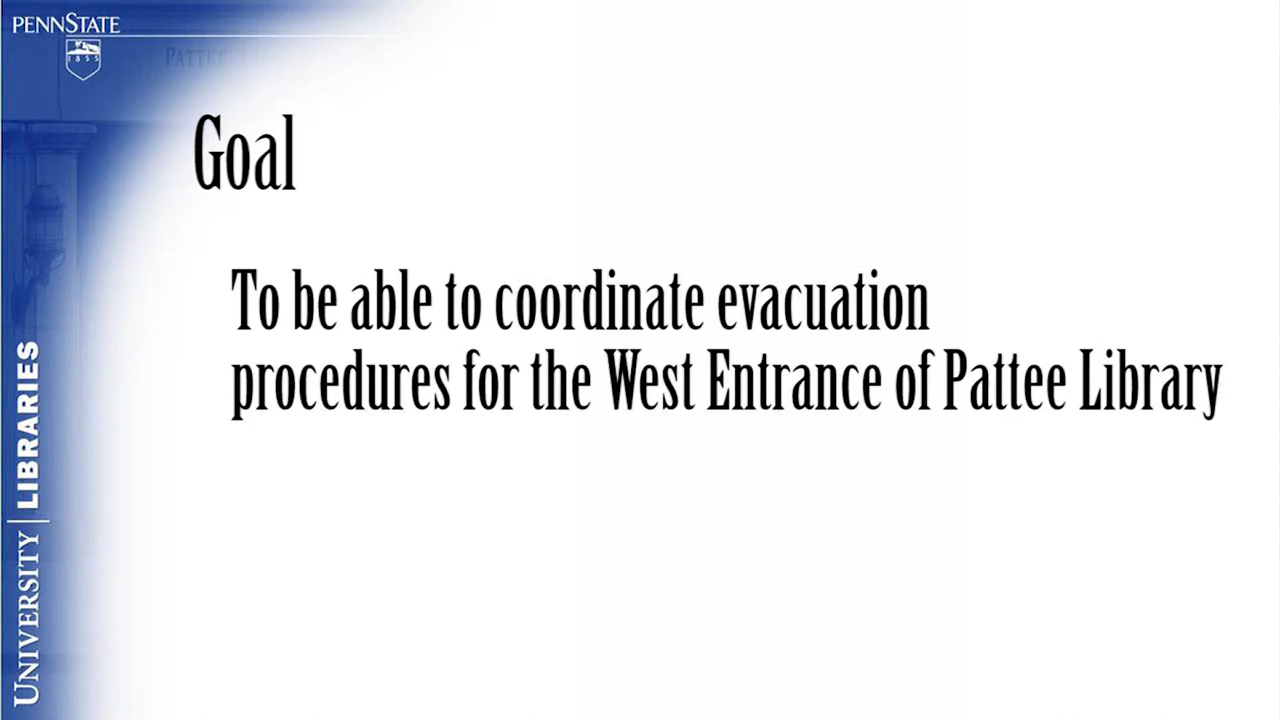 PENNSTATE
1855
PATTEE
Goal
To be able to coordinate evacuation
procedures for the West Entrance of Pattee Library
UNIVERSITY | LIBRARIES